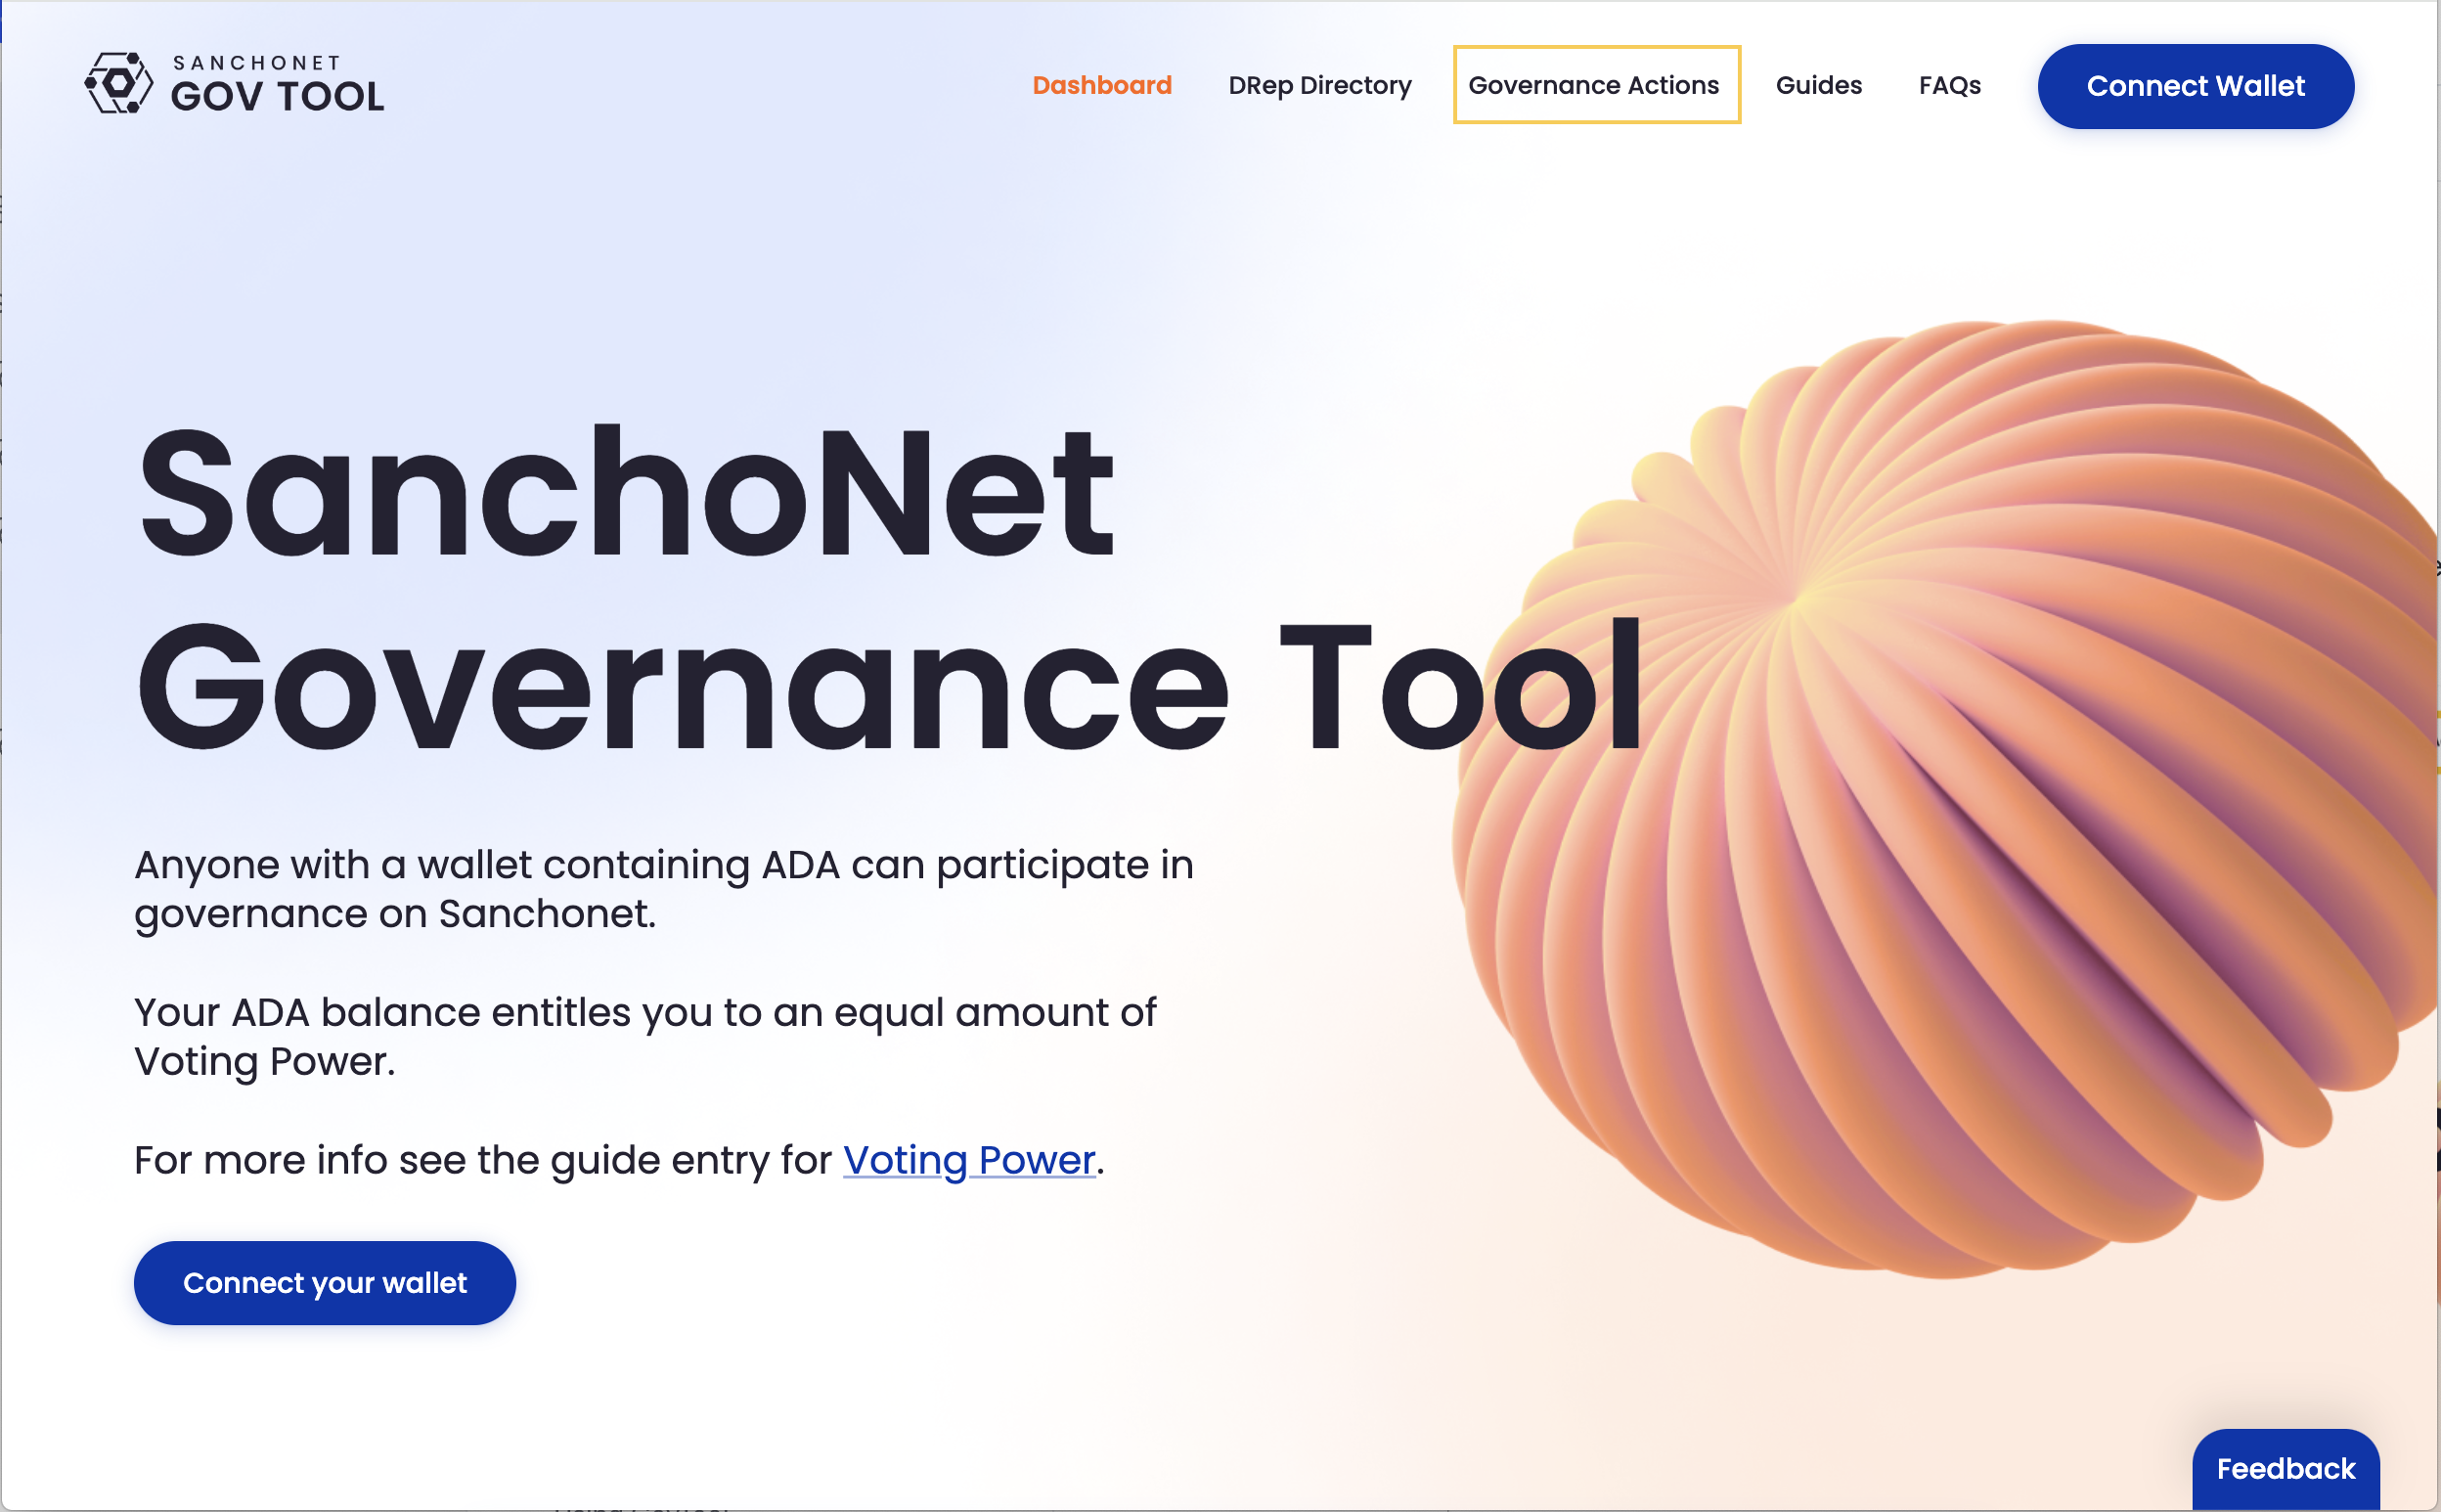 SANCHONET
GOV TOOL
Dashboard
DRep Directory
Governance Actions
Guides
FAQs
Connect Wallet
SanchoNet
Governance Tool
Anyone with a wallet containing ADA can participate in
governance on Sanchonet.
Your ADA balance entitles you to an equal amount of
Voting Power.
For more info see the guide entry for Voting Power.
Connect your wallet
Feedback